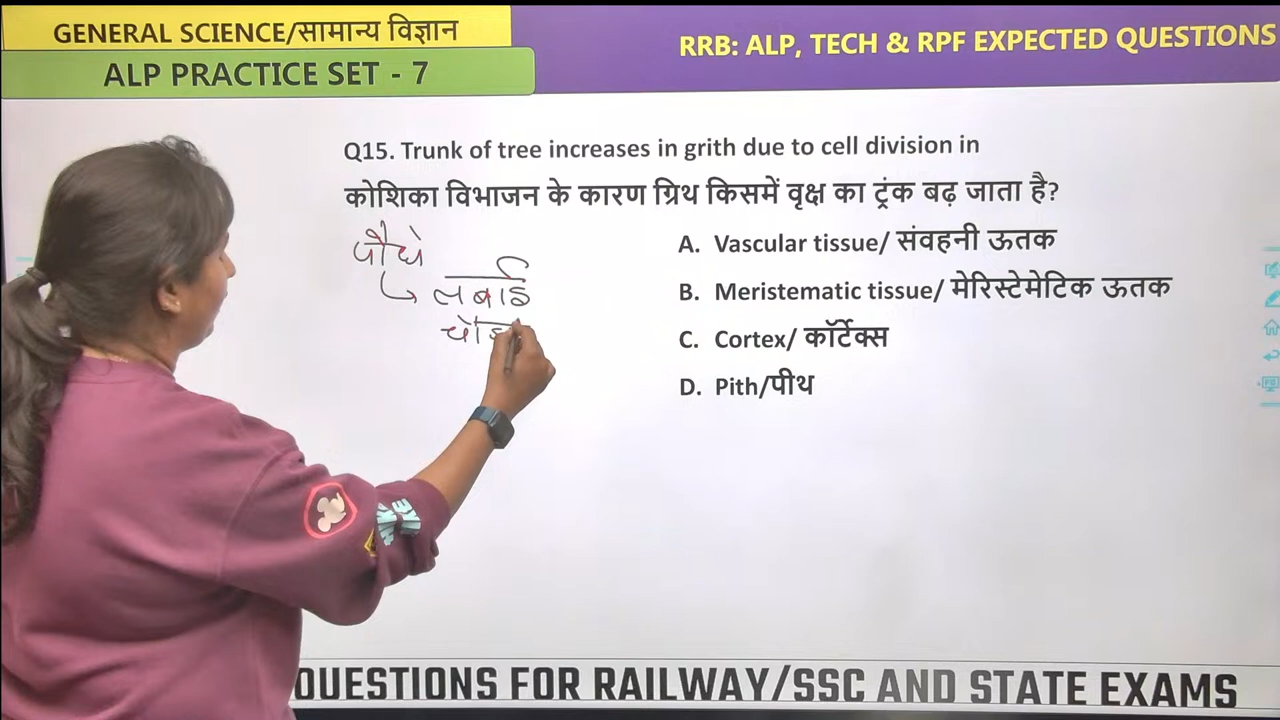 GENERAL SCIENCE/सामान्य विज्ञान
ALP PRACTICE SET - 7
RRB: ALP, TECH & RPF EXPECTED QUESTIONS
Q15. Trunk of tree increases in grith due to cell division in
कोशिका विभाजन के कारण ग्रिथ किसमें वृक्ष का ट्रंक बढ़ जाता है?
पौधे
लबाई
A. Vascular tissue/ संवहनी ऊतक
B. Meristematic tissue/ मेरिस्टेमेटिक ऊतक
C. Cortex/ कॉर्टेक्स
D. Pith/पीथ
QUESTIONS FOR RAILWAY/SSC AND STATE EXAMS